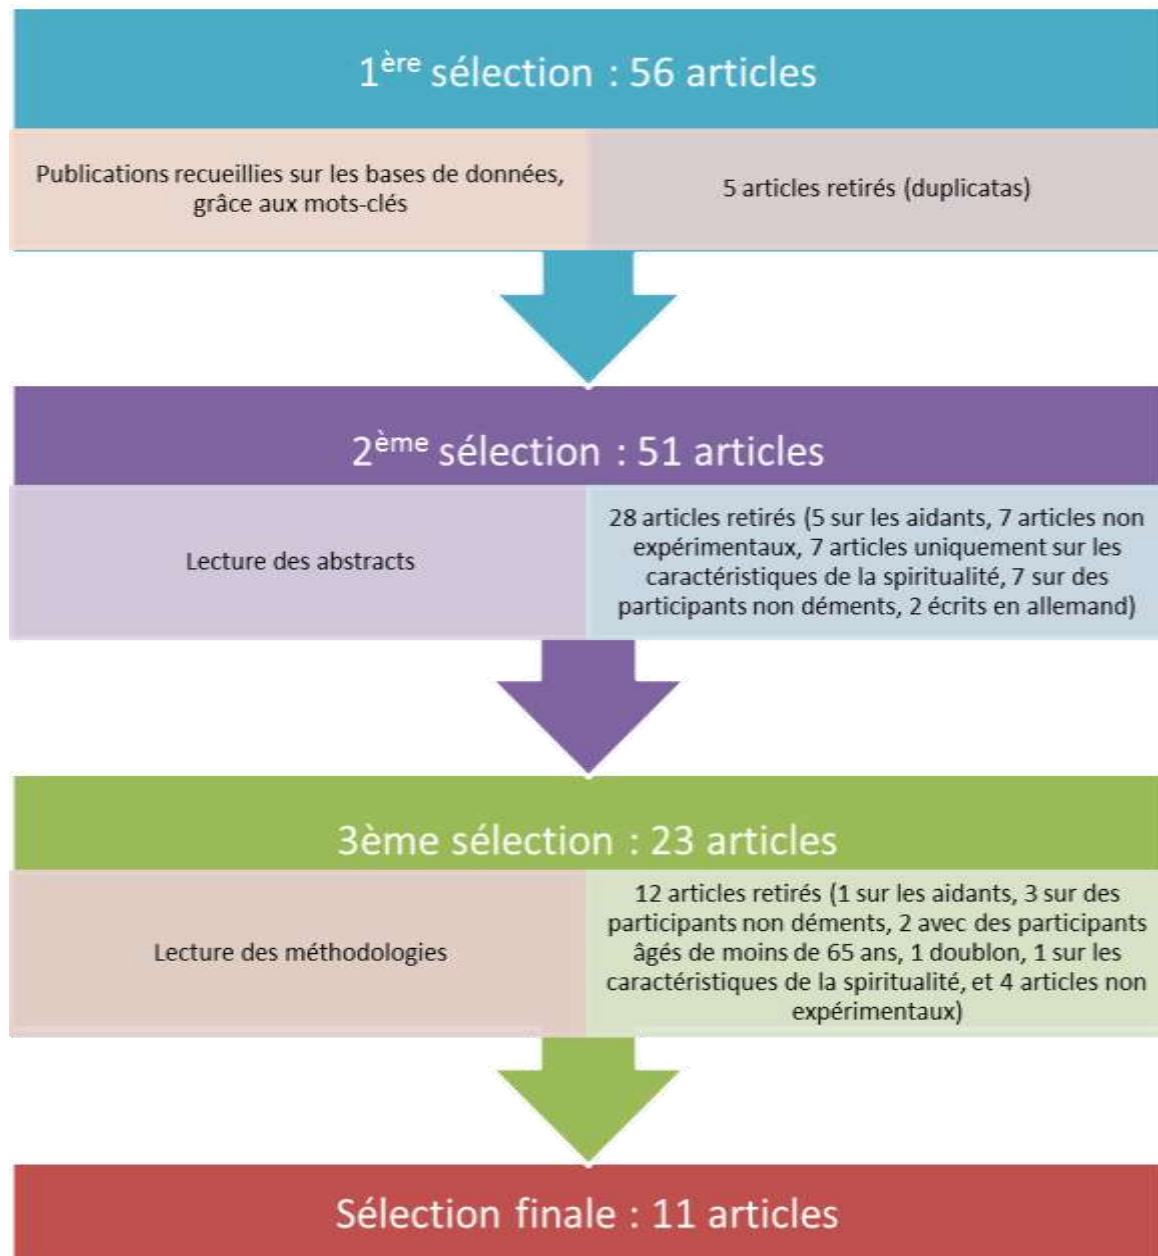 1ère sélection : 56 articles
Publications recueillies sur les bases de données,
grâce aux mots-clés
5 articles retirés (duplicatas)
2ème sélection : 51 articles
Lecture des abstracts
28 articles retirés (5 sur les aidants, 7 articles non
expérimentaux, 7 articles uniquement sur les
caractéristiques de la spiritualité, 7 sur des
participants non déments, 2 écrits en allemand)
3ème sélection : 23 articles
Lecture des méthodologies
12 articles retirés (1 sur les aidants, 3 sur des
participants non déments, 2 avec des participants
âgés de moins de 65 ans, 1 doublon, 1 sur les
caractéristiques de la spiritualité, et 4 articles non
expérimentaux)
Sélection finale : 11 articles